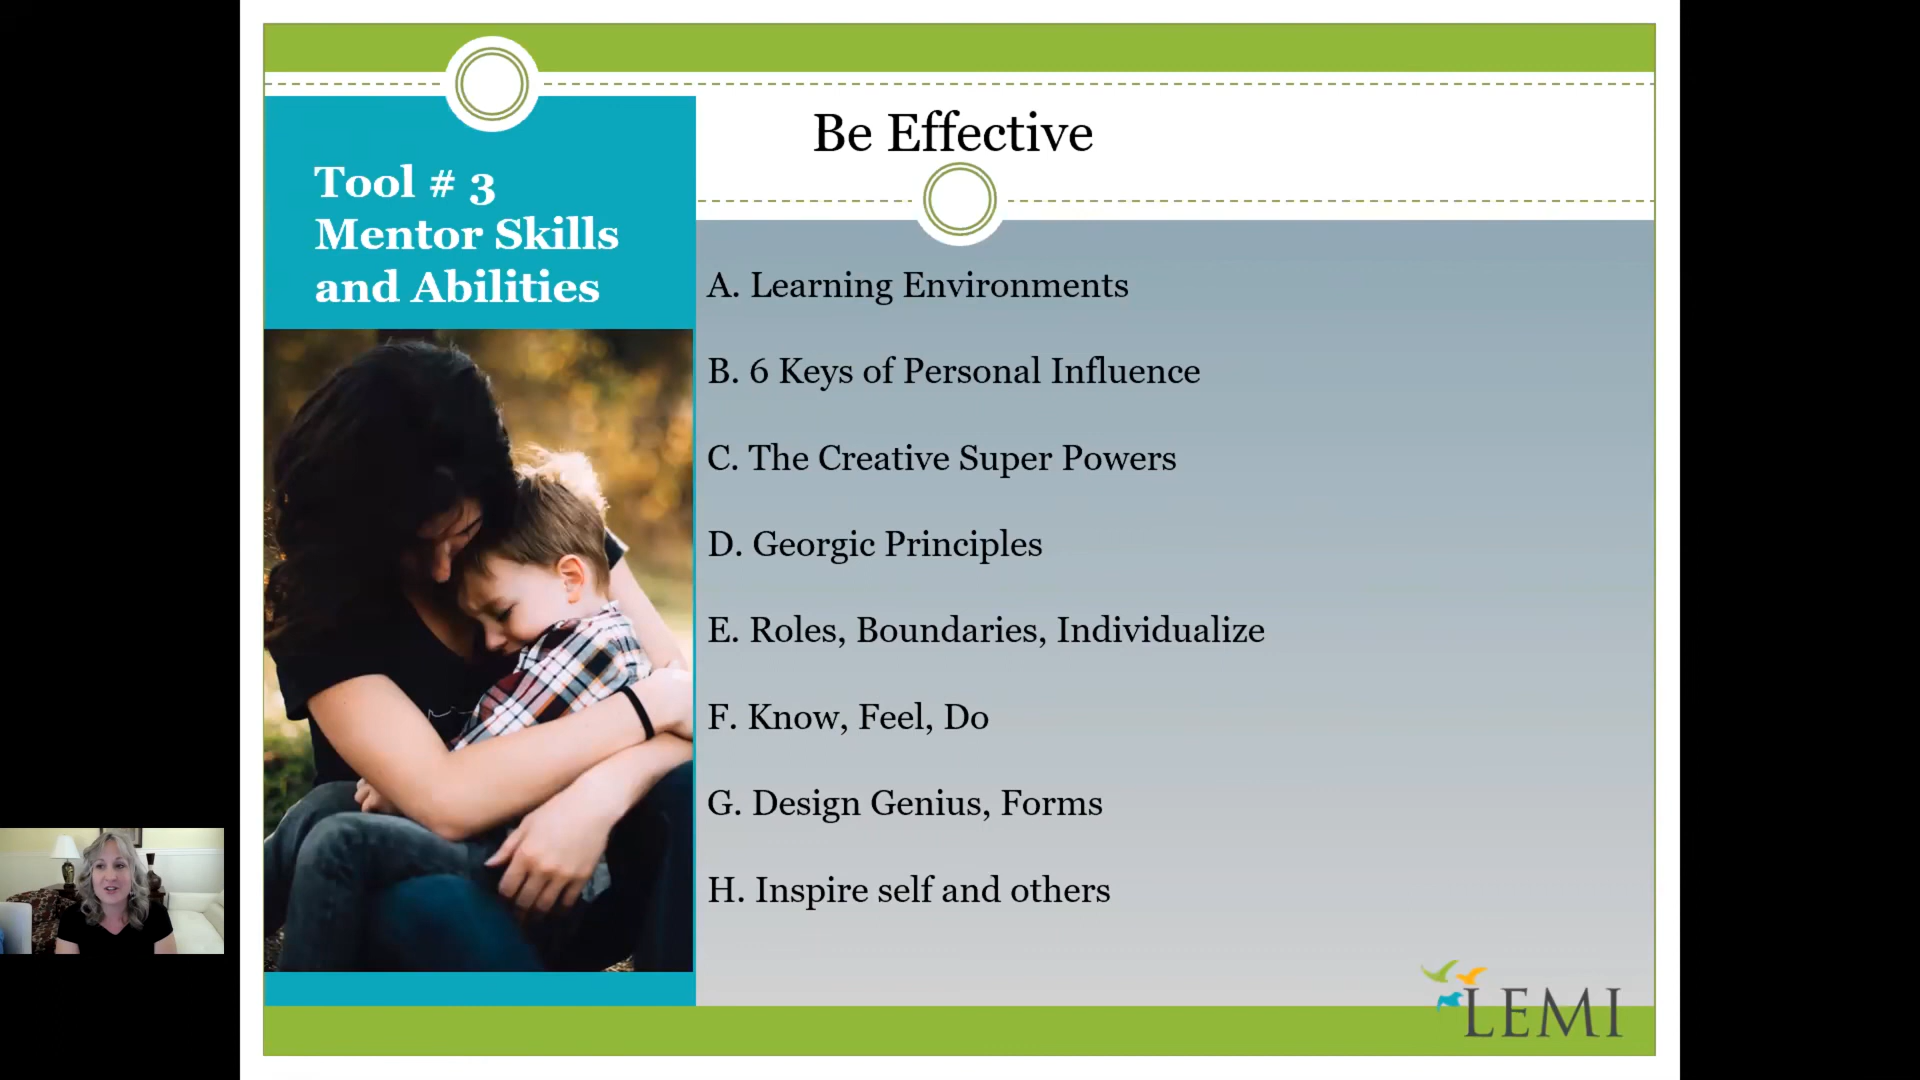 Tool # 3
Mentor Skills
and Abilities
Be Effective
A. Learning Environments
B. 6 Keys of Personal Influence
C. The Creative Super Powers
D. Georgic Principles
E. Roles, Boundaries, Individualize
F. Know, Feel, Do
G. Design Genius, Forms
H. Inspire self and others
LEMI